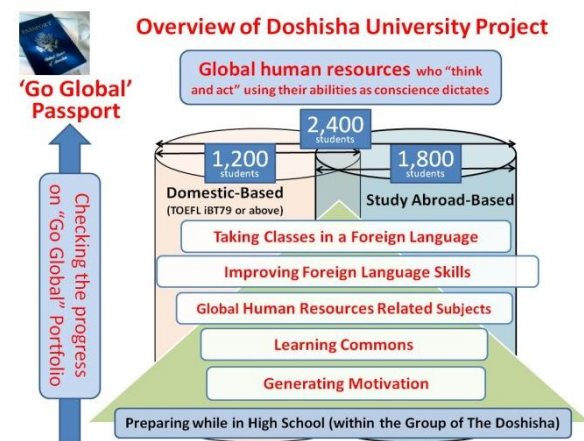 Overview of Doshisha University Project
PASSPORT
'Go Global'
Passport
Global human resources who "think
and act" using their abilities as conscience dictates
2,400
students
1,200
students
1,800
students
Domestic-Based
(TOEFL iBT79 or above)
Study Abroad-Based
Checking the progress
on "Go Global" Portfolio
Taking Classes in a Foreign Language
Improving Foreign Language Skills
Global Human Resources Related Subjects
Learning Commons
Generating Motivation
Preparing while in High School (within the Group of The Doshisha)